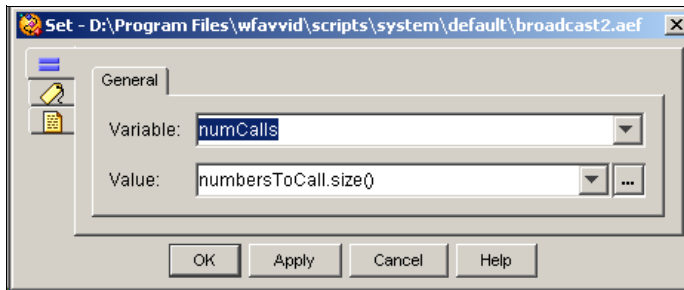 Set - D:\Program Files\wfavvid\scripts\system\default\broadcast2.aef
General
Variable: numCalls
Value: numbersToCall.size() ...
OK Apply Cancel Help